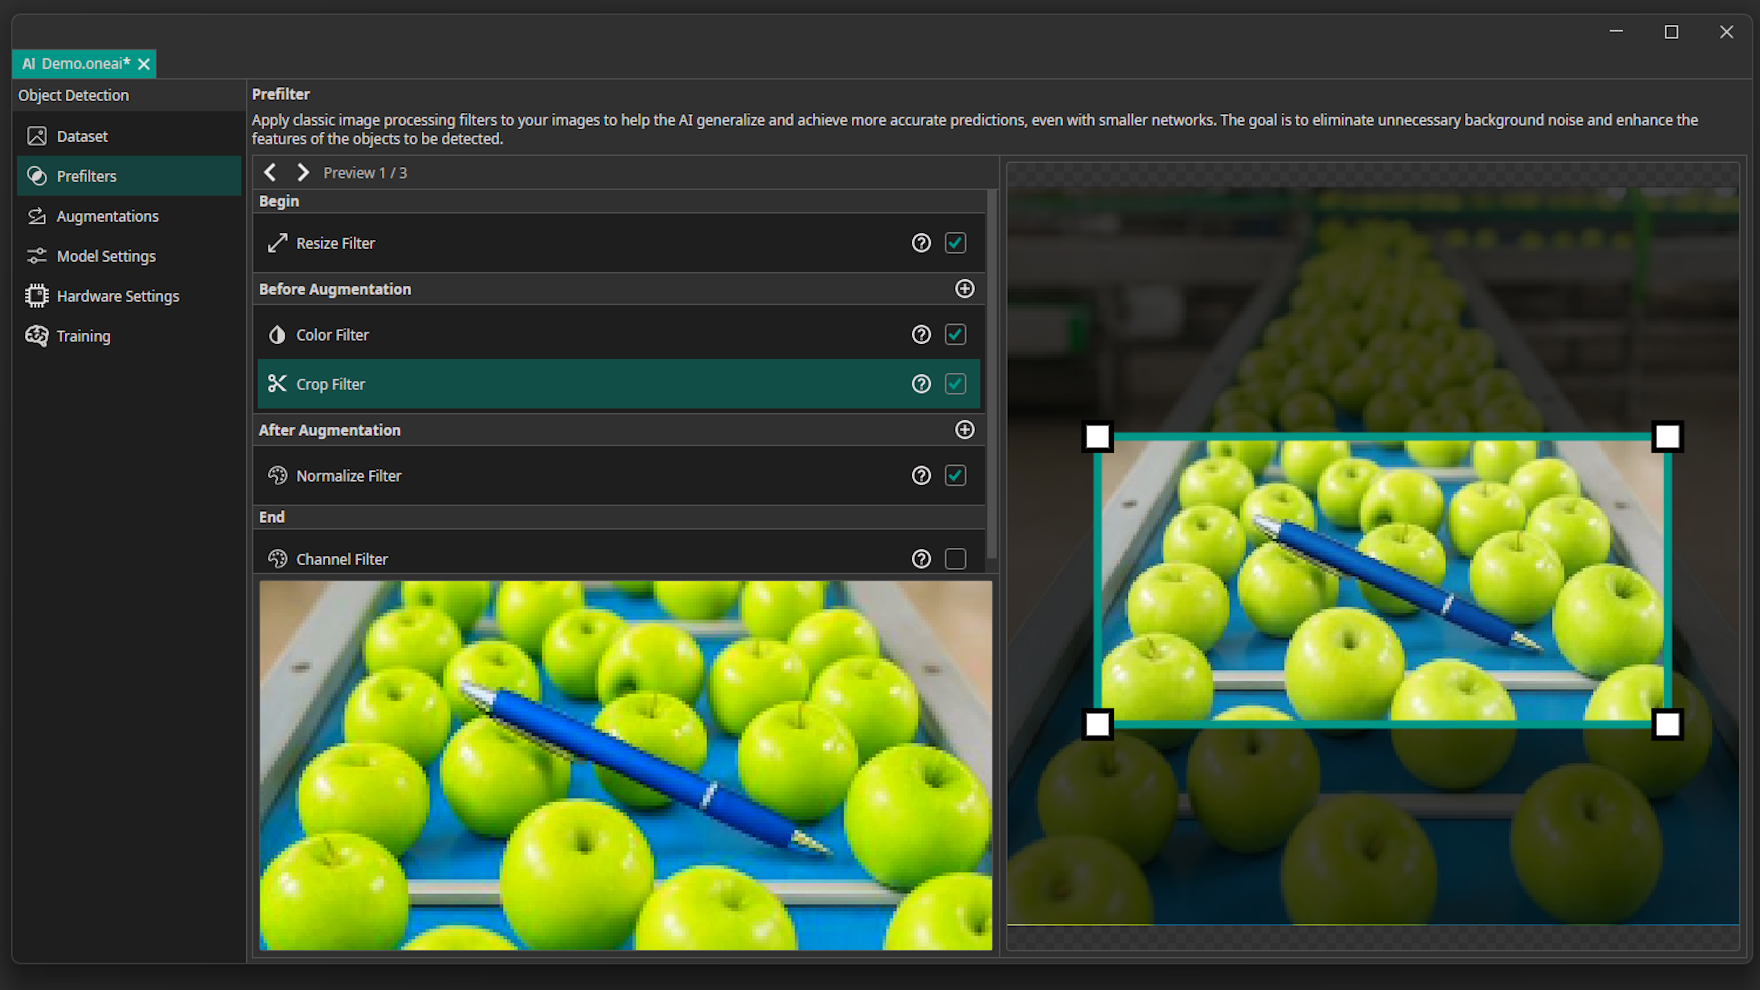 AI Demo.oneai*
Object Detection
Dataset
Prefilters
Augmentations
Model Settings
Hardware Settings
Training
Prefilter
Apply classic image processing filters to your images to help the AI generalize and achieve more accurate predictions, even with smaller networks. The goal is to eliminate unnecessary background noise and enhance the
features of the objects to be detected.
Preview 1 / 3
Begin
Resize Filter
Before Augmentation
Color Filter
Crop Filter
After Augmentation
Normalize Filter
End
Channel Filter